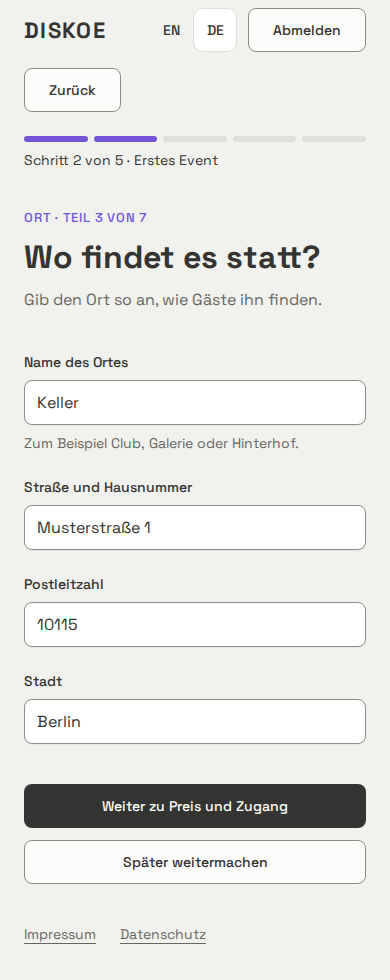 DISKOE
EN
DE
Abmelden
Zurück
Schritt 2 von 5 · Erstes Event
ORT · TEIL 3 VON 7
Wo findet es statt?
Gib den Ort so an, wie Gäste ihn finden.
Name des Ortes
Keller
Zum Beispiel Club, Galerie oder Hinterhof.
Straße und Hausnummer
Musterstraße 1
Postleitzahl
10115
Stadt
Berlin
Weiter zu Preis und Zugang
Später weitermachen
Impressum
Datenschutz